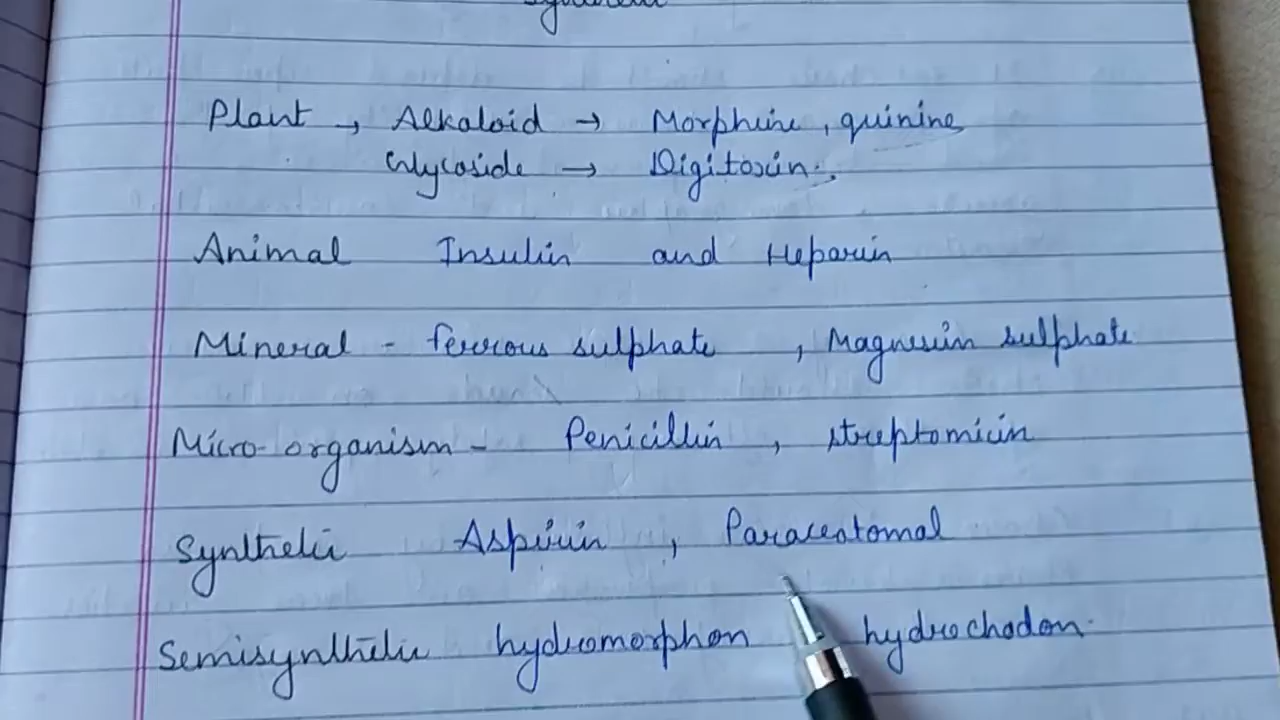 Plant → Alkaloid → Morphine, quinine
Glycoside → Digitoxin.
Animal Insulin and Heparin
Mineral - ferrous sulphate , Magnesium sulphate
Micro-organism - Penicillin , streptomicin
Synthetic Aspirin , Paraceatomal
Semisynthetic hydromorphon hydrochodon.